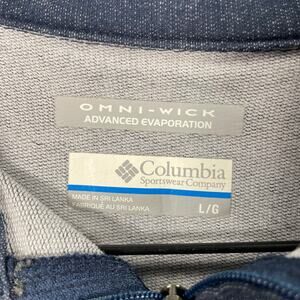 OMNI-WICK
ADVANCED EVAPORATION
Columbia
Sportswear Company
MADE IN SRI LANKA
FABRIQUÉ AU SRI LANKA
L/G